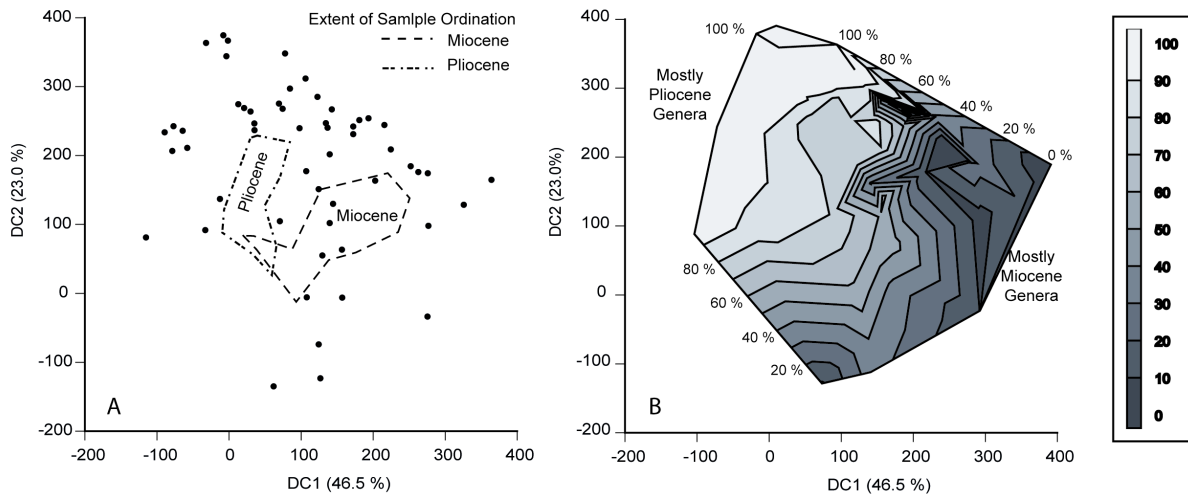 Extent of Samlple Ordination
Miocene
Pliocene
400
300
200
100
0
-100
-200
DC2 (23.0 %)
Pliocene
Miocene
A
-200
-100
0
100
200
300
400
DC1 (46.5 %)
400
300
200
100
0
-100
-200
DC2 (23.0%)
100 %
100 %
80 %
60 %
40 %
20 %
0 %
Mostly
Pliocene
Genera
Mostly
Miocene
Genera
80 %
60 %
40 %
20 %
B
-200
-100
0
100
200
300
400
DC1 (46.5 %)
100
90
80
70
60
50
40
30
20
10
0